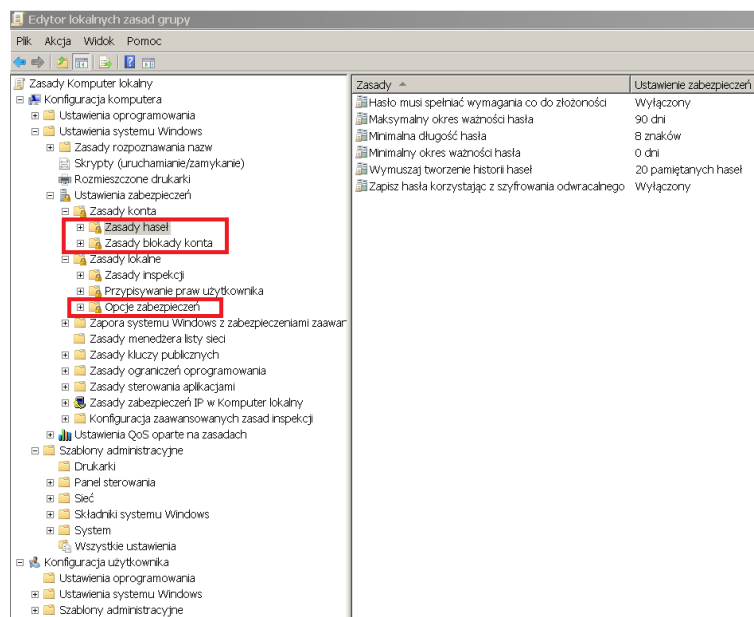 Edytor lokalnych zasad grupy
Plik Akcja Widok Pomoc
Zasady Komputer lokalny
Konfiguracja komputera
Ustawienia oprogramowania
Ustawienia systemu Windows
Zasady rozpoznawania nazw
Skrypty (uruchamianie/zamykanie)
Rozmieszczone drukarki
Ustawienia zabezpieczeń
Zasady konta
Zasady haseł
Zasady blokady konta
Zasady lokalne
Zasady inspekcji
Przypisywanie praw użytkownika
Opcje zabezpieczeń
Zapora systemu Windows z zabezpieczeniami zaawan
Zasady menedżera listy sieci
Zasady kluczy publicznych
Zasady ograniczeń oprogramowania
Zasady sterowania aplikacjami
Zasady zabezpieczeń IP w Komputer lokalny
Konfiguracja zaawansowanych zasad inspekcji
Ustawienia QoS oparte na zasadach
Szablony administracyjne
Drukarki
Panel sterowania
Sieć
Składniki systemu Windows
System
Wszystkie ustawienia
Konfiguracja użytkownika
Ustawienia oprogramowania
Ustawienia systemu Windows
Szablony administracyjne
Zasady Ustawienie zabezpieczeń
Hasło musi spełniać wymagania co do złożoności Wyłączony
Maksymalny okres ważności hasła 90 dni
Minimalna długość hasła 8 znaków
Minimalny okres ważności hasła 0 dni
Wymuszaj tworzenie historii haseł 20 pamiętanych haseł
Zapisz hasła korzystając z szyfrowania odwracalnego Wyłączony